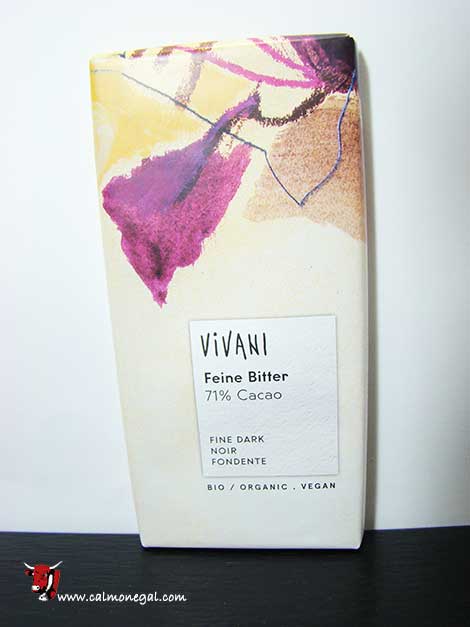 ViVANI
Feine Bitter
71% Cacao
FINE DARK
NOIR
FONDENTE
BIO / ORGANIC . VEGAN
www.calmonegal.com